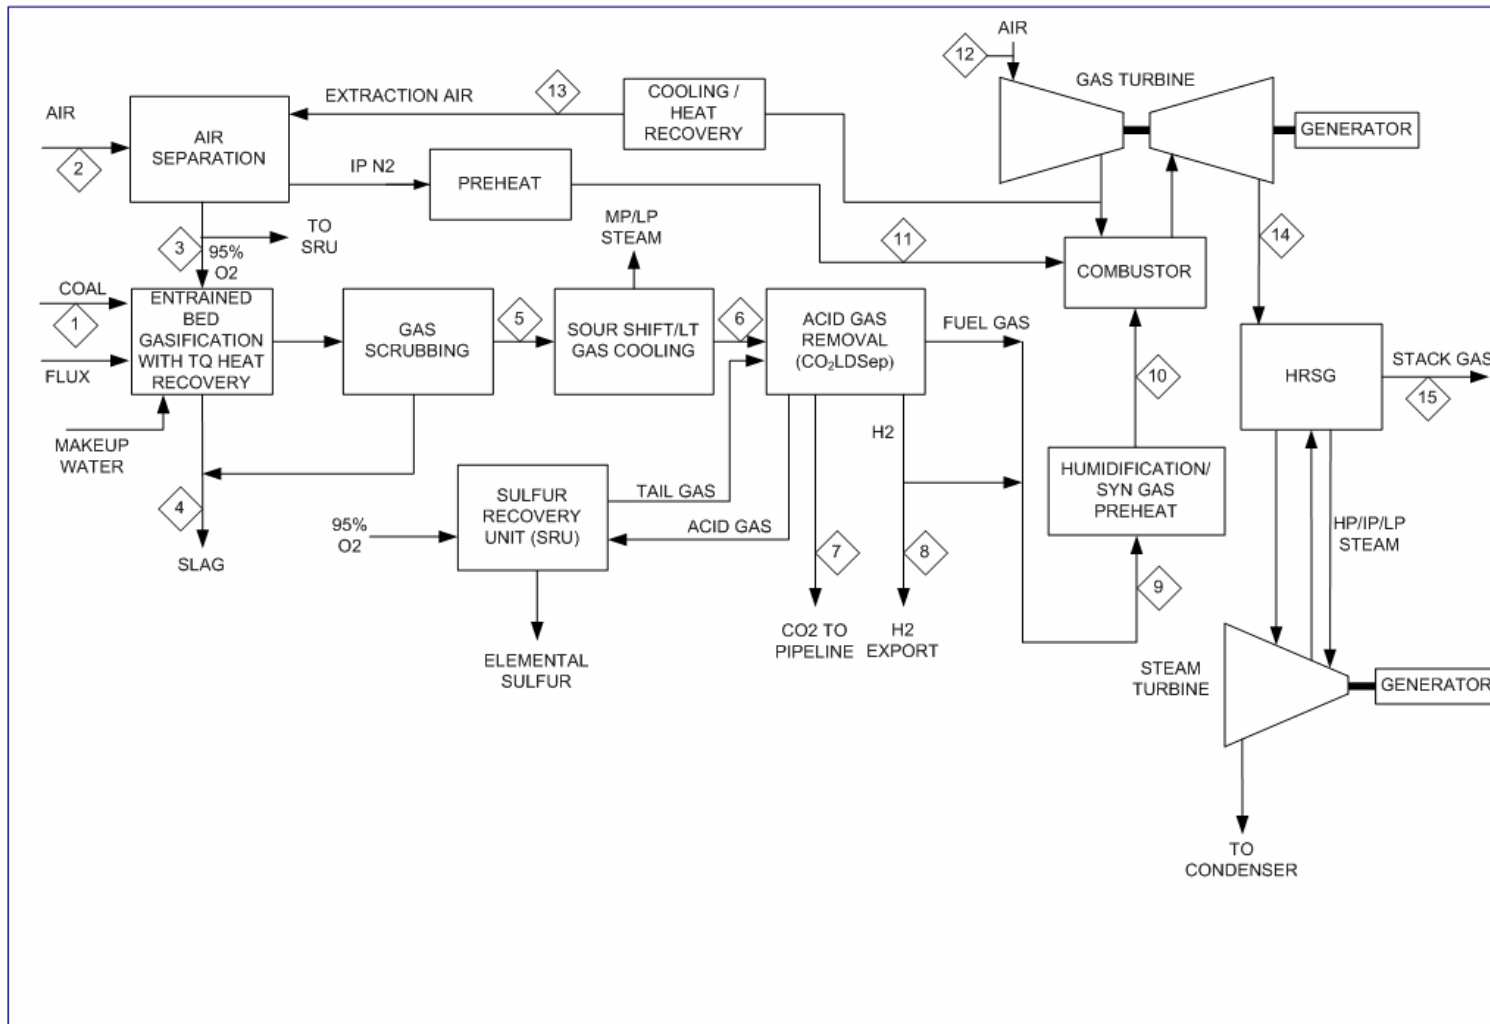 AIR
12
GAS TURBINE
GENERATOR
EXTRACTION AIR
13
COOLING /
HEAT
RECOVERY
AIR
2
AIR
SEPARATION
IP N2
PREHEAT
TO
SRU
3
95%
O2
MP/LP
STEAM
11
COMBUSTOR
14
COAL
1
FLUX
ENTRAINED
BED
GASIFICATION
WITH TQ HEAT
RECOVERY
GAS
SCRUBBING
5
SOUR SHIFT/LT
GAS COOLING
6
ACID GAS
REMOVAL
(CO₂LDSep)
FUEL GAS
10
HRSG
STACK GAS
15
MAKEUP
WATER
4
SLAG
H2
HUMIDIFICATION/
SYN GAS
PREHEAT
95%
O2
SULFUR
RECOVERY
UNIT (SRU)
TAIL GAS
ACID GAS
7
8
9
HP/IP/LP
STEAM
ELEMENTAL
SULFUR
CO2 TO
PIPELINE
H2
EXPORT
STEAM
TURBINE
GENERATOR
TO
CONDENSER